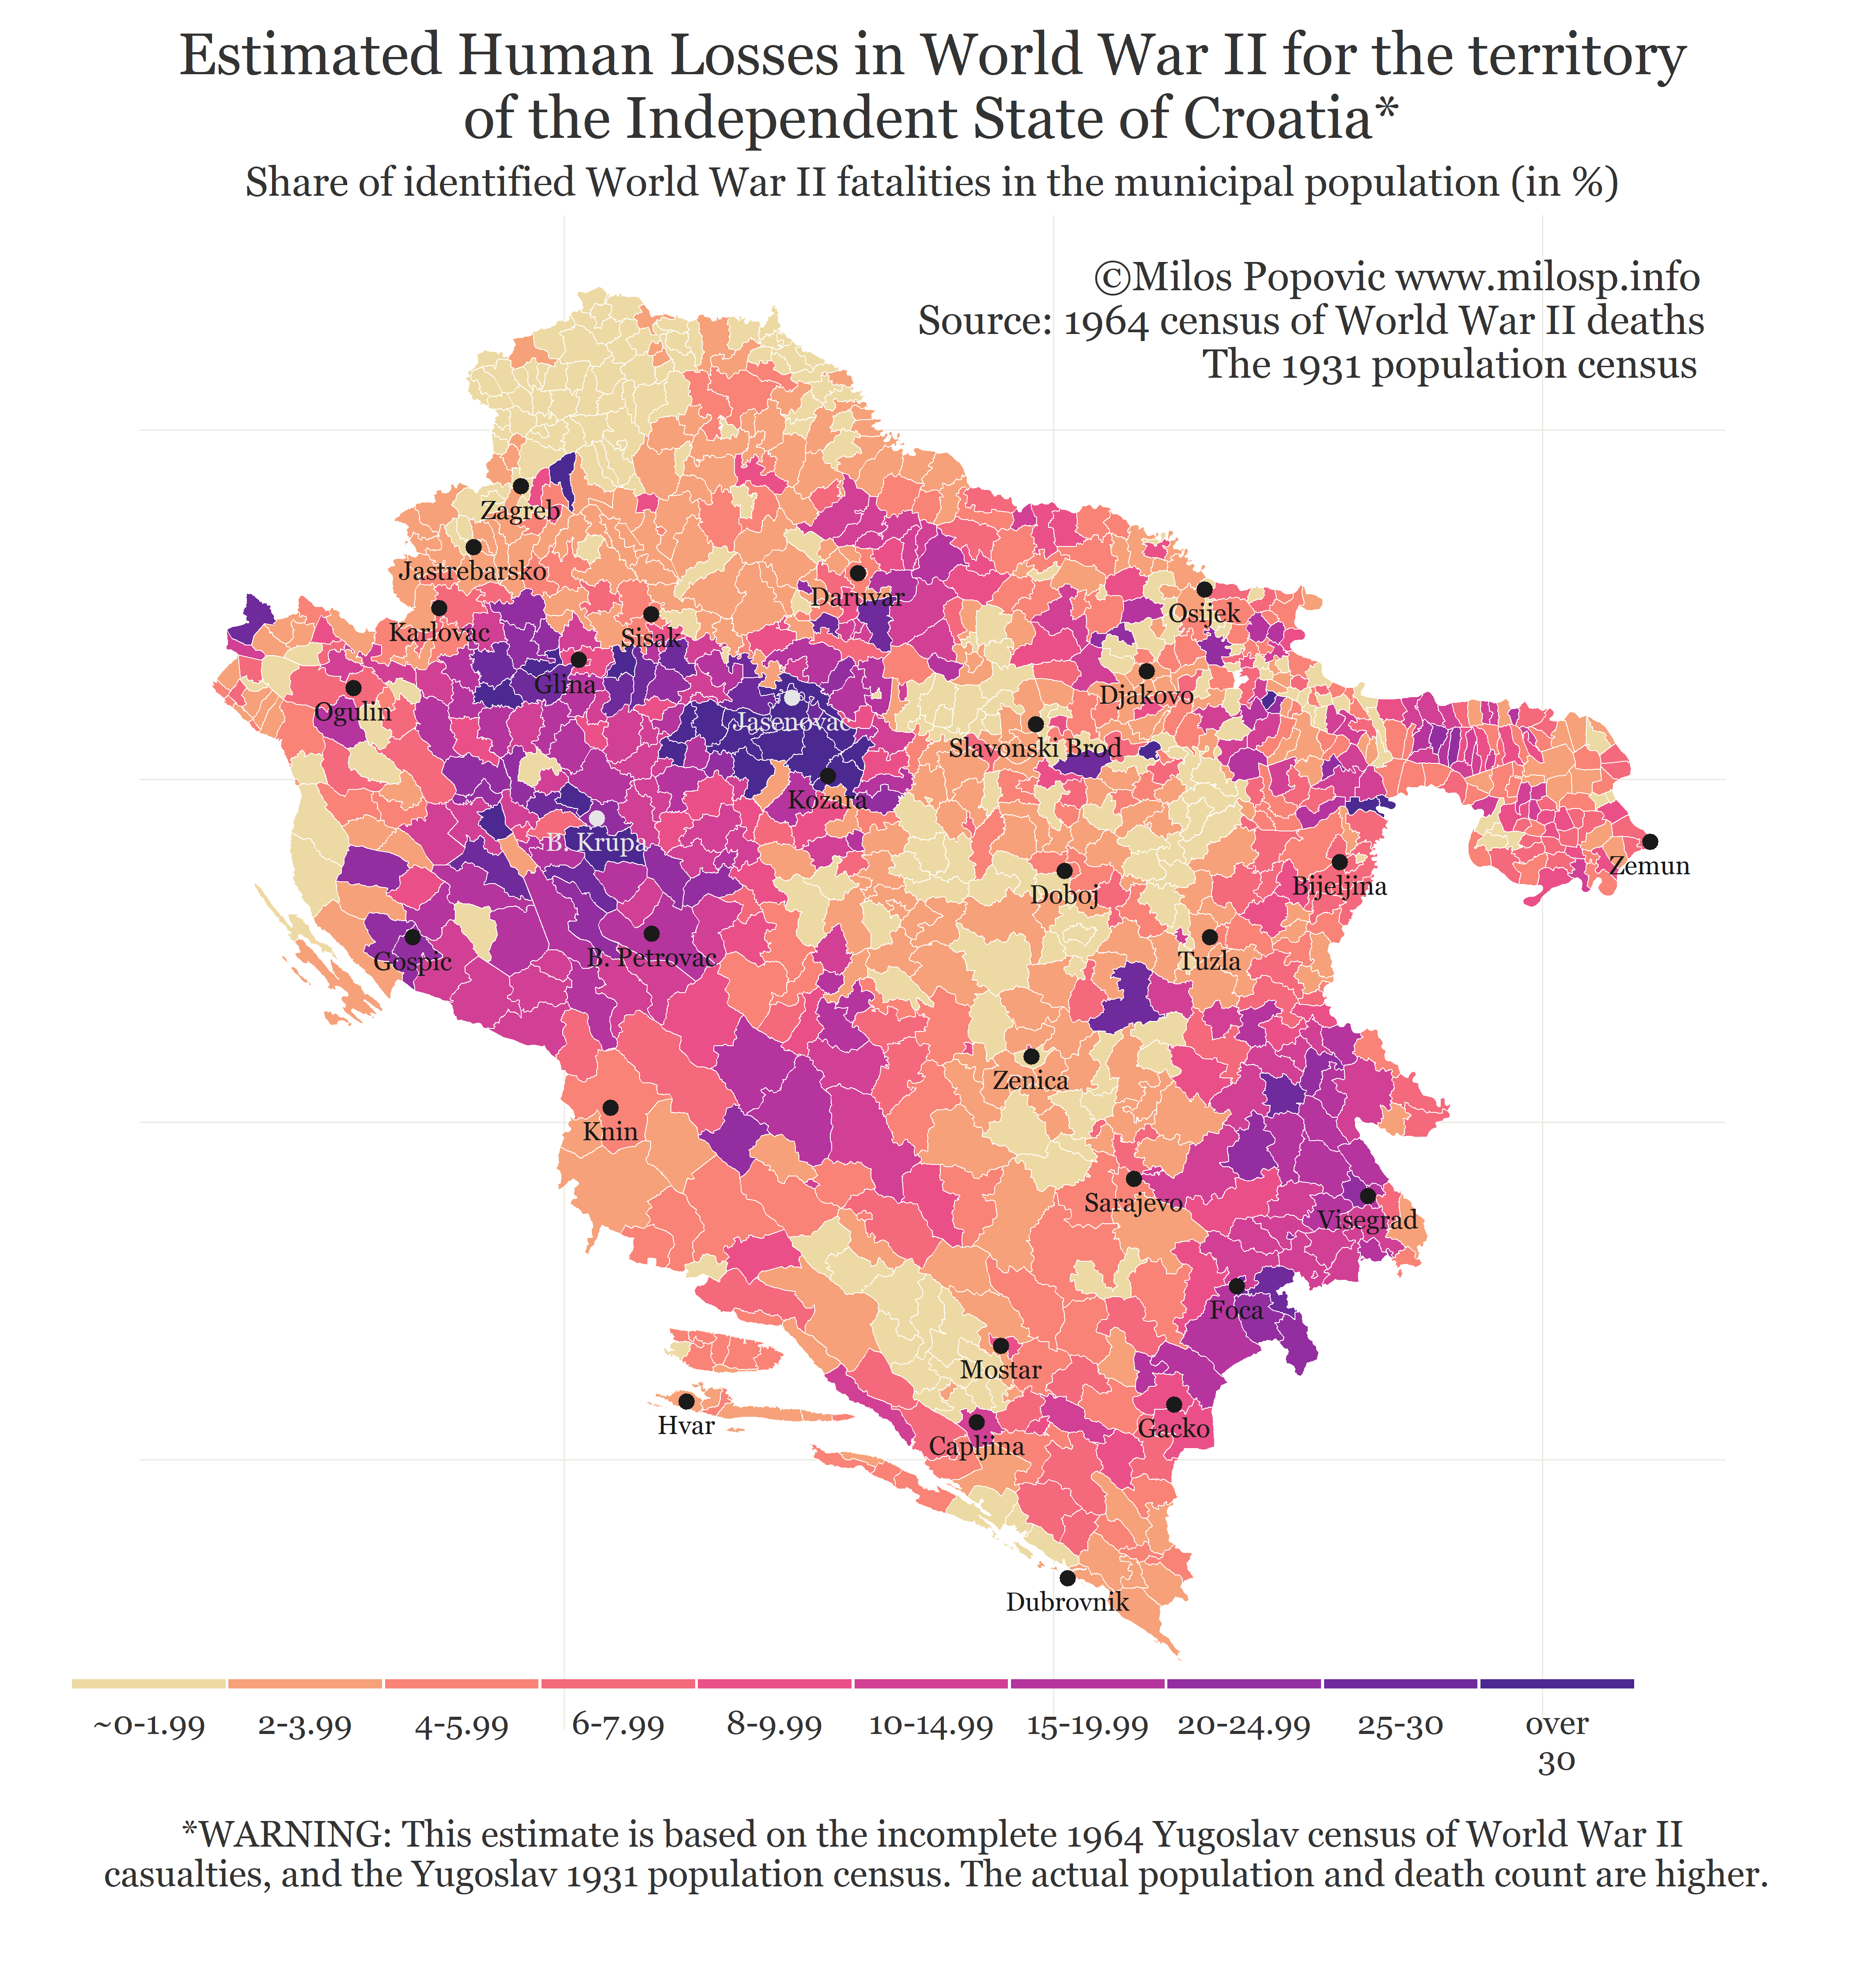 Estimated Human Losses in World War II for the territory
of the Independent State of Croatia*
Share of identified World War II fatalities in the municipal population (in %)
©Milos Popovic www.milosp.info
Source: 1964 census of World War II deaths
The 1931 population census
Zagreb
Jastrebarsko
Daruvar
Osijek
Karlovac
Sisak
Glina
Djakovo
Ogulin
Jasenovac
Slavonski Brod
Kozara
B. Krupa
Zemun
Bijeljina
Doboj
Gospic
B. Petrovac
Tuzla
Zenica
Knin
Sarajevo
Visegrad
Foca
Mostar
Hvar
Gacko
Capljina
Dubrovnik
~0-1.99 2-3.99 4-5.99 6-7.99 8-9.99 10-14.99 15-19.99 20-24.99 25-30 over
30
*WARNING: This estimate is based on the incomplete 1964 Yugoslav census of World War II
casualties, and the Yugoslav 1931 population census. The actual population and death count are higher.